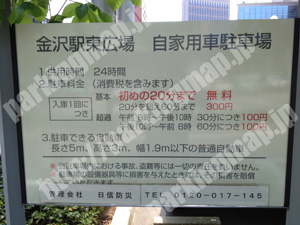 金沢駅東広場 自家用車駐車場
1.供用時間 24時間
2.駐車料金 (消費税を含みます)
入庫1回につき
基本 初めの20分まで 無料
20分を超え60分まで 300円
超過 午前8時~午後10時 30分につき100円
午後10時~午前8時 60分につき100円
3.駐車できる自動車
長さ5m、高さ3m、幅1.9m以下の普通自動車
管理会社 日信防災 TEL 0120-017-145